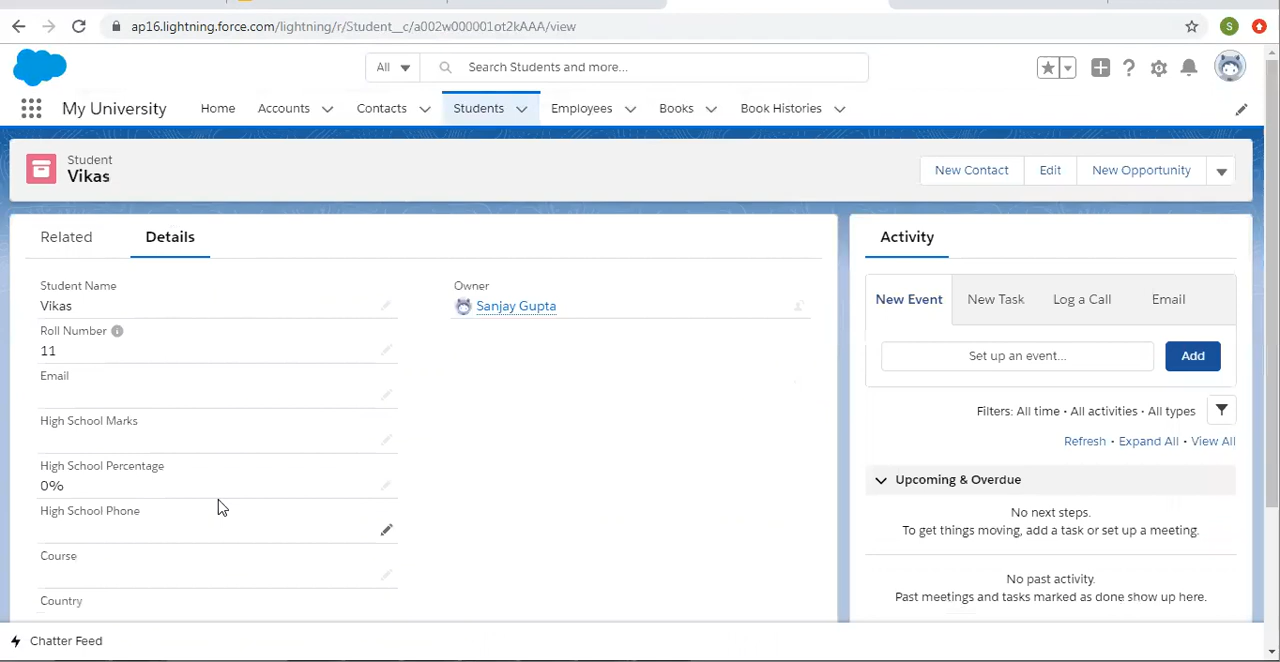 ap16.lightning.force.com/lightning/r/Student__c/a002w000001ot2kAAA/view
S
All
Search Students and more...
My University
Home
Accounts
Contacts
Students
Employees
Books
Book Histories
Student
Vikas
New Contact
Edit
New Opportunity
Related
Details
Student Name
Vikas
Roll Number
11
Email
High School Marks
High School Percentage
0%
High School Phone
Course
Country
Owner
Sanjay Gupta
Activity
New Event
New Task
Log a Call
Email
Set up an event...
Add
Filters: All time • All activities • All types
Refresh • Expand All • View All
Upcoming & Overdue
No next steps.
To get things moving, add a task or set up a meeting.
No past activity.
Past meetings and tasks marked as done show up here.
Chatter Feed